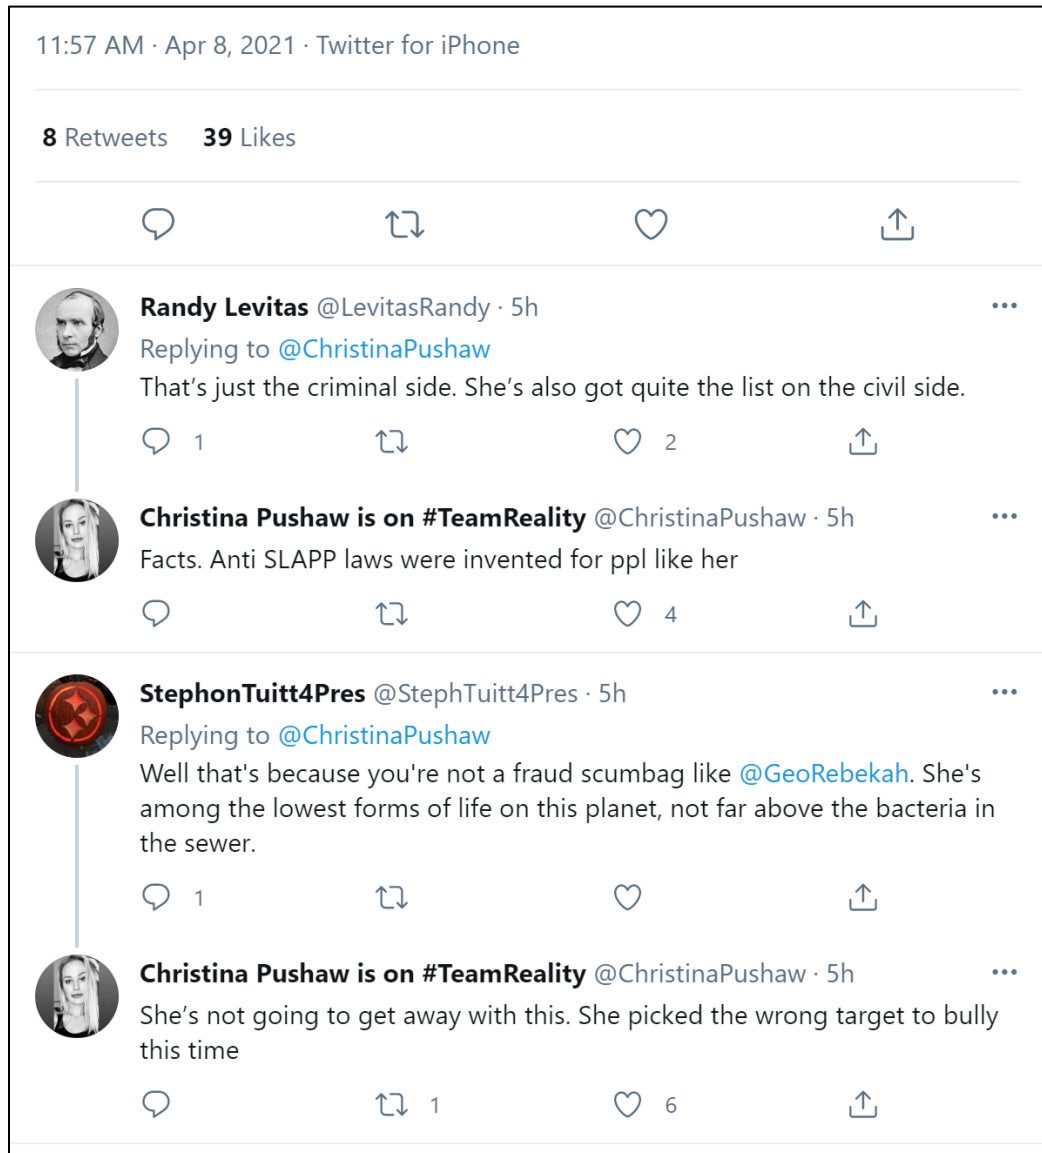 11:57 AM · Apr 8, 2021 · Twitter for iPhone
8 Retweets 39 Likes
Randy Levitas @LevitasRandy · 5h
Replying to @ChristinaPushaw
That’s just the criminal side. She’s also got quite the list on the civil side.
1 2
Christina Pushaw is on #TeamReality @ChristinaPushaw · 5h
Facts. Anti SLAPP laws were invented for ppl like her
4
StephonTuitt4Pres @StephTuitt4Pres · 5h
Replying to @ChristinaPushaw
Well that's because you're not a fraud scumbag like @GeoRebekah. She's
among the lowest forms of life on this planet, not far above the bacteria in
the sewer.
1
Christina Pushaw is on #TeamReality @ChristinaPushaw · 5h
She’s not going to get away with this. She picked the wrong target to bully
this time
1 6